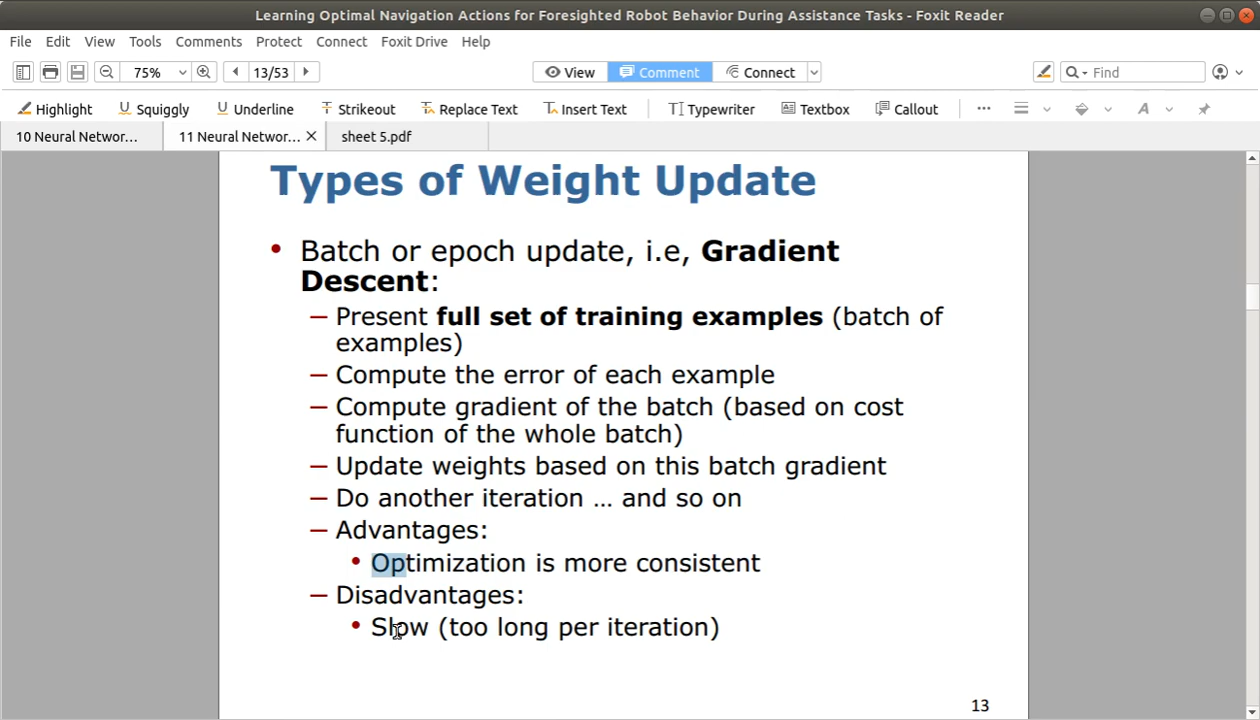 Learning Optimal Navigation Actions for Foresighted Robot Behavior During Assistance Tasks - Foxit Reader
File Edit View Tools Comments Protect Connect Foxit Drive Help
75% 13/53 View Comment Connect Find
Highlight Squiggly Underline Strikeout Replace Text Insert Text Typewriter Textbox Callout ...
10 Neural Networ... 11 Neural Networ... sheet 5.pdf
Types of Weight Update
• Batch or epoch update, i.e, Gradient
Descent:
– Present full set of training examples (batch of
examples)
– Compute the error of each example
– Compute gradient of the batch (based on cost
function of the whole batch)
– Update weights based on this batch gradient
– Do another iteration … and so on
– Advantages:
• Optimization is more consistent
– Disadvantages:
• Slow (too long per iteration)
13